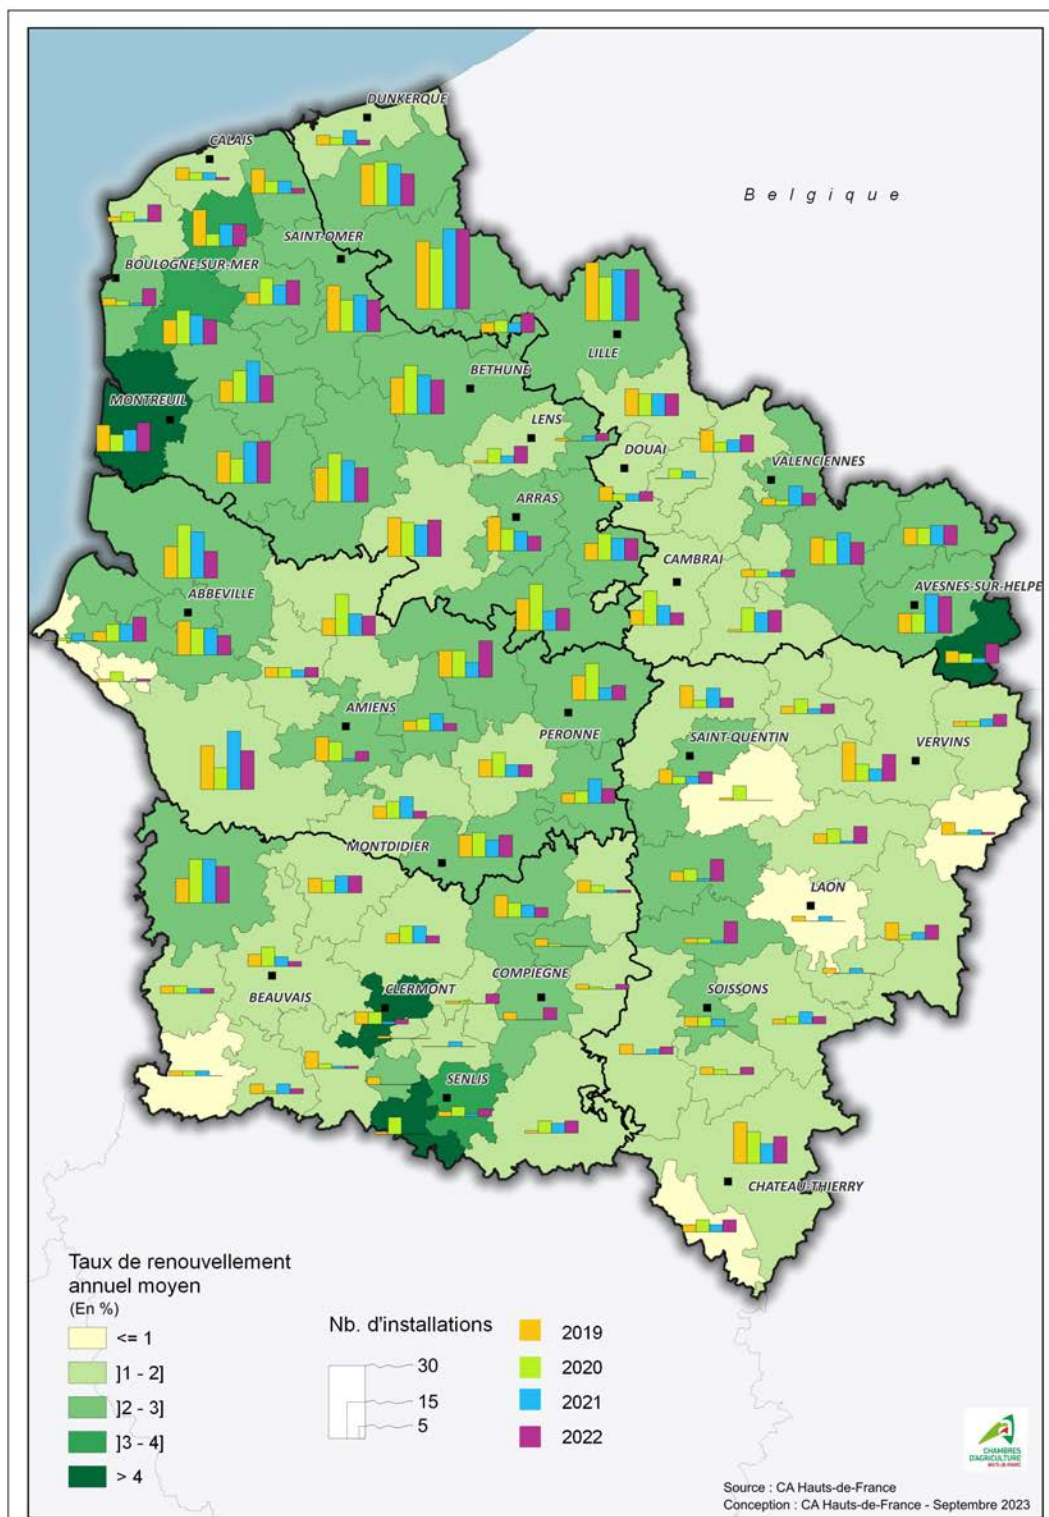 DUNKERQUE
CALAIS
Belgique
SAINT-OMER
BOULOGNE-SUR-MER
LILLE
BETHUNE
MONTREUIL
LENS
DOUAI
VALENCIENNES
ARRAS
CAMBRAI
AVESNES-SUR-HELPE
ABBEVILLE
AMIENS
PERONNE
SAINT-QUENTIN
VERVINS
MONTDIDIER
LAON
COMPIEGNE
CLERMONT
BEAUVAIS
SOISSONS
SENLIS
CHATEAU-THIERRY
Taux de renouvellement
annuel moyen
(En %)
<= 1
]1 - 2]
]2 - 3]
]3 - 4]
> 4
Nb. d'installations
30
15
5
2019
2020
2021
2022
CHAMBRES
D'AGRICULTURE
HAUTS-DE-FRANCE
Source : CA Hauts-de-France
Conception : CA Hauts-de-France - Septembre 2023